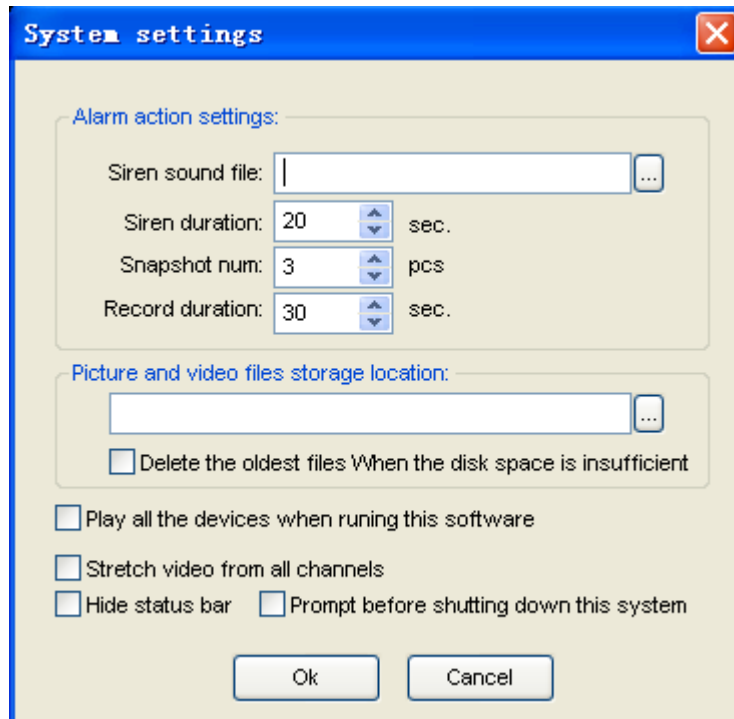 System settings
Alarm action settings:
Siren sound file: ...
Siren duration: 20 sec.
Snapshot num: 3 pcs
Record duration: 30 sec.
Picture and video files storage location:
...
Delete the oldest files When the disk space is insufficient
Play all the devices when runing this software
Stretch video from all channels
Hide status bar Prompt before shutting down this system
Ok Cancel